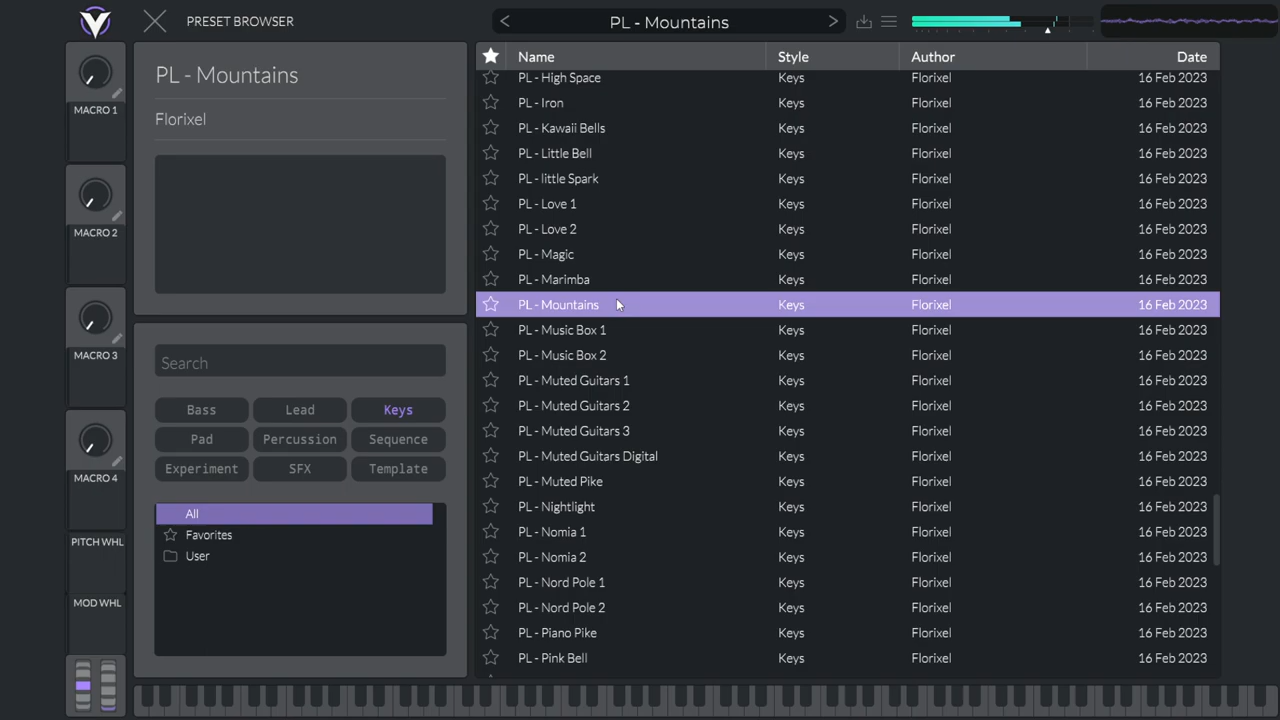 PRESET BROWSER
PL - Mountains
MACRO 1
MACRO 2
MACRO 3
MACRO 4
PITCH WHL
MOD WHL
PL - Mountains
Florixel
Search
Bass Lead Keys
Pad Percussion Sequence
Experiment SFX Template
All
Favorites
User
Name Style Author Date
PL - High Space Keys Florixel 16 Feb 2023
PL - Iron Keys Florixel 16 Feb 2023
PL - Kawaii Bells Keys Florixel 16 Feb 2023
PL - Little Bell Keys Florixel 16 Feb 2023
PL - little Spark Keys Florixel 16 Feb 2023
PL - Love 1 Keys Florixel 16 Feb 2023
PL - Love 2 Keys Florixel 16 Feb 2023
PL - Magic Keys Florixel 16 Feb 2023
PL - Marimba Keys Florixel 16 Feb 2023
PL - Mountains Keys Florixel 16 Feb 2023
PL - Music Box 1 Keys Florixel 16 Feb 2023
PL - Music Box 2 Keys Florixel 16 Feb 2023
PL - Muted Guitars 1 Keys Florixel 16 Feb 2023
PL - Muted Guitars 2 Keys Florixel 16 Feb 2023
PL - Muted Guitars 3 Keys Florixel 16 Feb 2023
PL - Muted Guitars Digital Keys Florixel 16 Feb 2023
PL - Muted Pike Keys Florixel 16 Feb 2023
PL - Nightlight Keys Florixel 16 Feb 2023
PL - Nomia 1 Keys Florixel 16 Feb 2023
PL - Nomia 2 Keys Florixel 16 Feb 2023
PL - Nord Pole 1 Keys Florixel 16 Feb 2023
PL - Nord Pole 2 Keys Florixel 16 Feb 2023
PL - Piano Pike Keys Florixel 16 Feb 2023
PL - Pink Bell Keys Florixel 16 Feb 2023